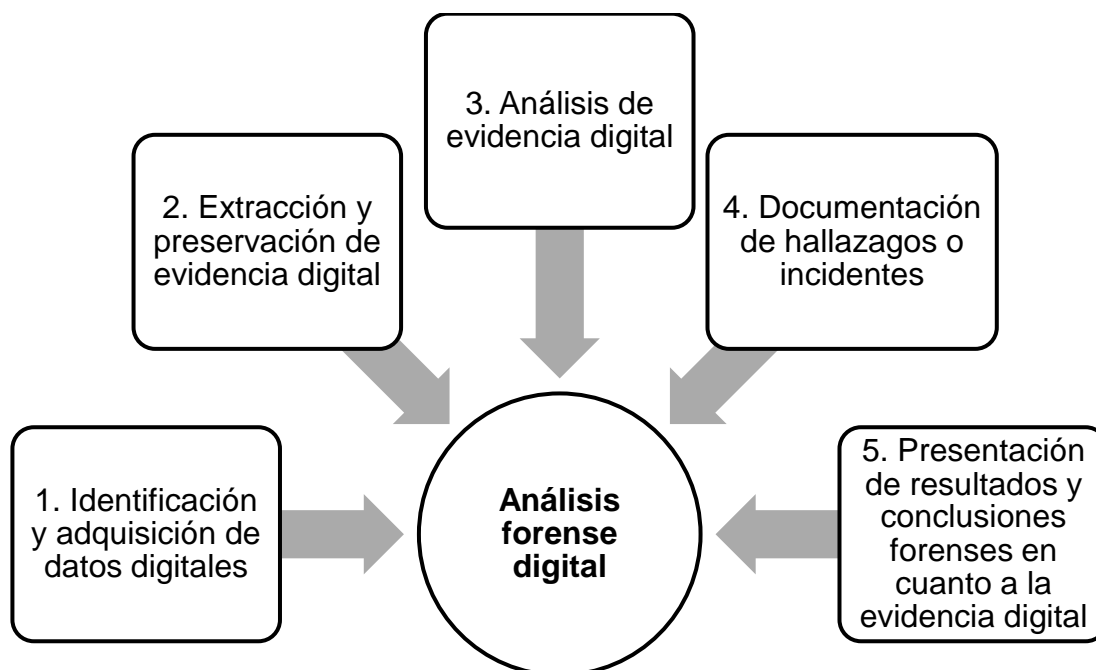 1. Identificación
y adquisición de
datos digitales
2. Extracción y
preservación de
evidencia digital
3. Análisis de
evidencia digital
4. Documentación
de hallazagos o
incidentes
5. Presentación
de resultados y
conclusiones
forenses en
cuanto a la
evidencia digital
Análisis
forense
digital